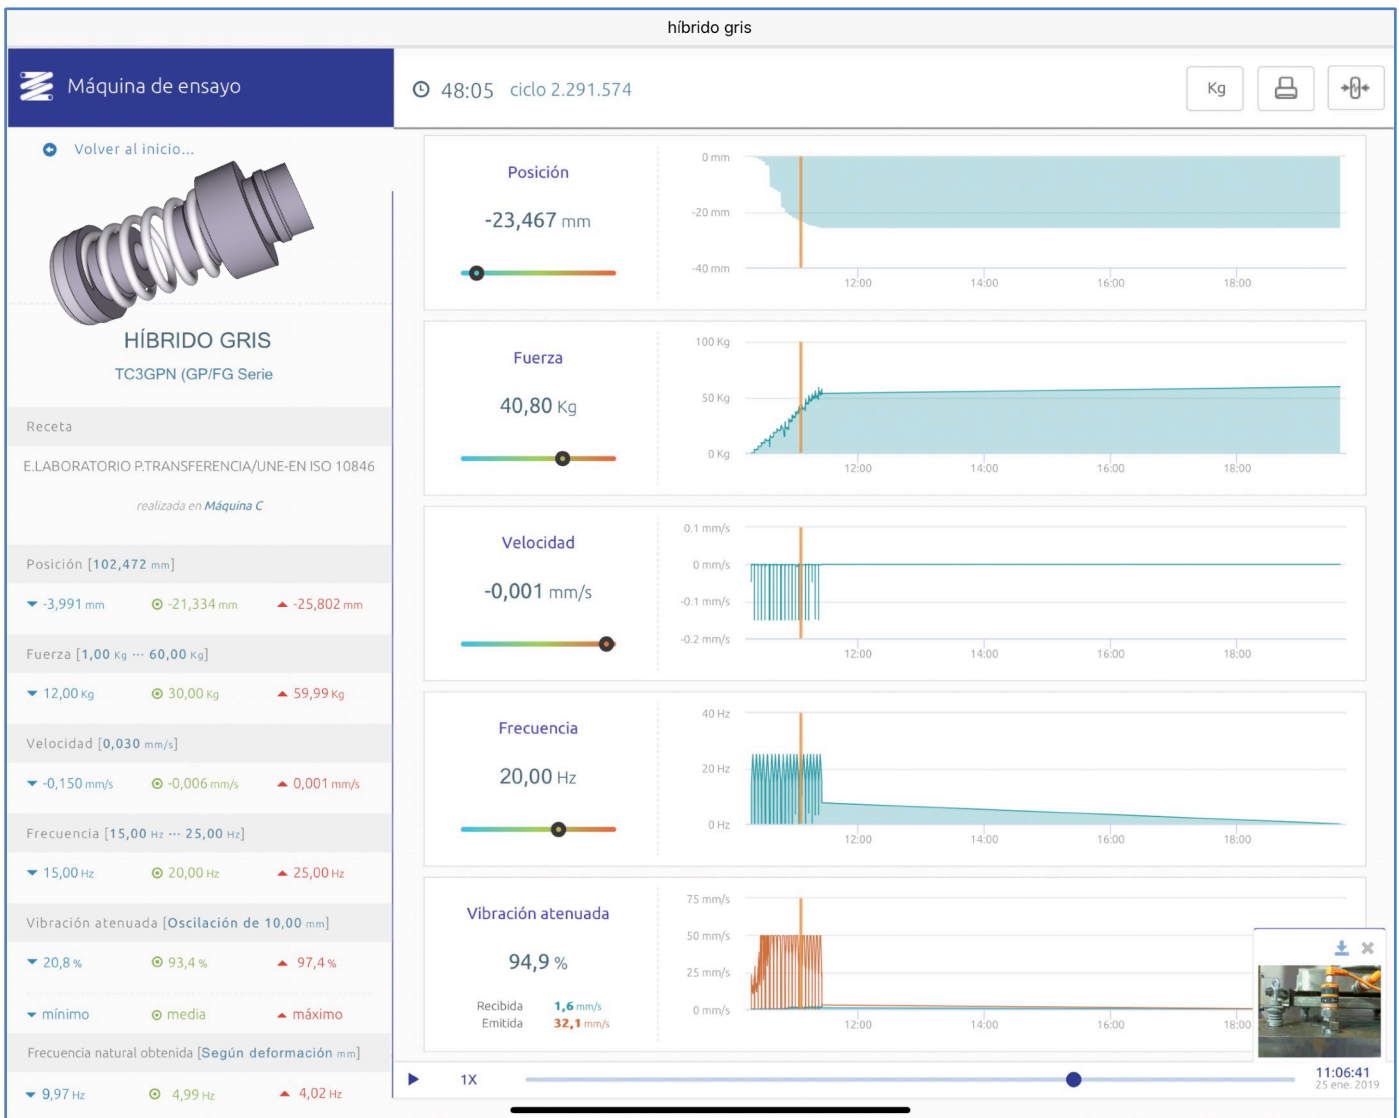 híbrido gris
Máquina de ensayo
48:05 ciclo 2.291.574
Kg
Volver al inicio...
HÍBRIDO GRIS
TC3GPN (GP/FG Serie
Receta
E.LABORATORIO P.TRANSFERENCIA/UNE-EN ISO 10846
realizada en Máquina C
Posición [102,472 mm]
-3,991 mm -21,334 mm -25,802 mm
Fuerza [1,00 Kg ··· 60,00 Kg]
12,00 Kg 30,00 Kg 59,99 Kg
Velocidad [0,030 mm/s]
-0,150 mm/s -0,006 mm/s 0,001 mm/s
Frecuencia [15,00 Hz ··· 25,00 Hz]
15,00 Hz 20,00 Hz 25,00 Hz
Vibración atenuada [Oscilación de 10,00 mm]
20,8 % 93,4 % 97,4 %
mínimo media máximo
Frecuencia natural obtenida [Según deformación mm]
9,97 Hz 4,99 Hz 4,02 Hz
Posición
-23,467 mm
0 mm
-20 mm
-40 mm
12:00 14:00 16:00 18:00
Fuerza
40,80 Kg
100 Kg
50 Kg
0 Kg
12:00 14:00 16:00 18:00
Velocidad
-0,001 mm/s
0.1 mm/s
0 mm/s
-0.1 mm/s
-0.2 mm/s
12:00 14:00 16:00 18:00
Frecuencia
20,00 Hz
40 Hz
20 Hz
0 Hz
12:00 14:00 16:00 18:00
Vibración atenuada
94,9 %
Recibida 1,6 mm/s
Emitida 32,1 mm/s
75 mm/s
50 mm/s
25 mm/s
0 mm/s
12:00 14:00 16:00 18:00
1X
11:06:41
25 ene. 2019